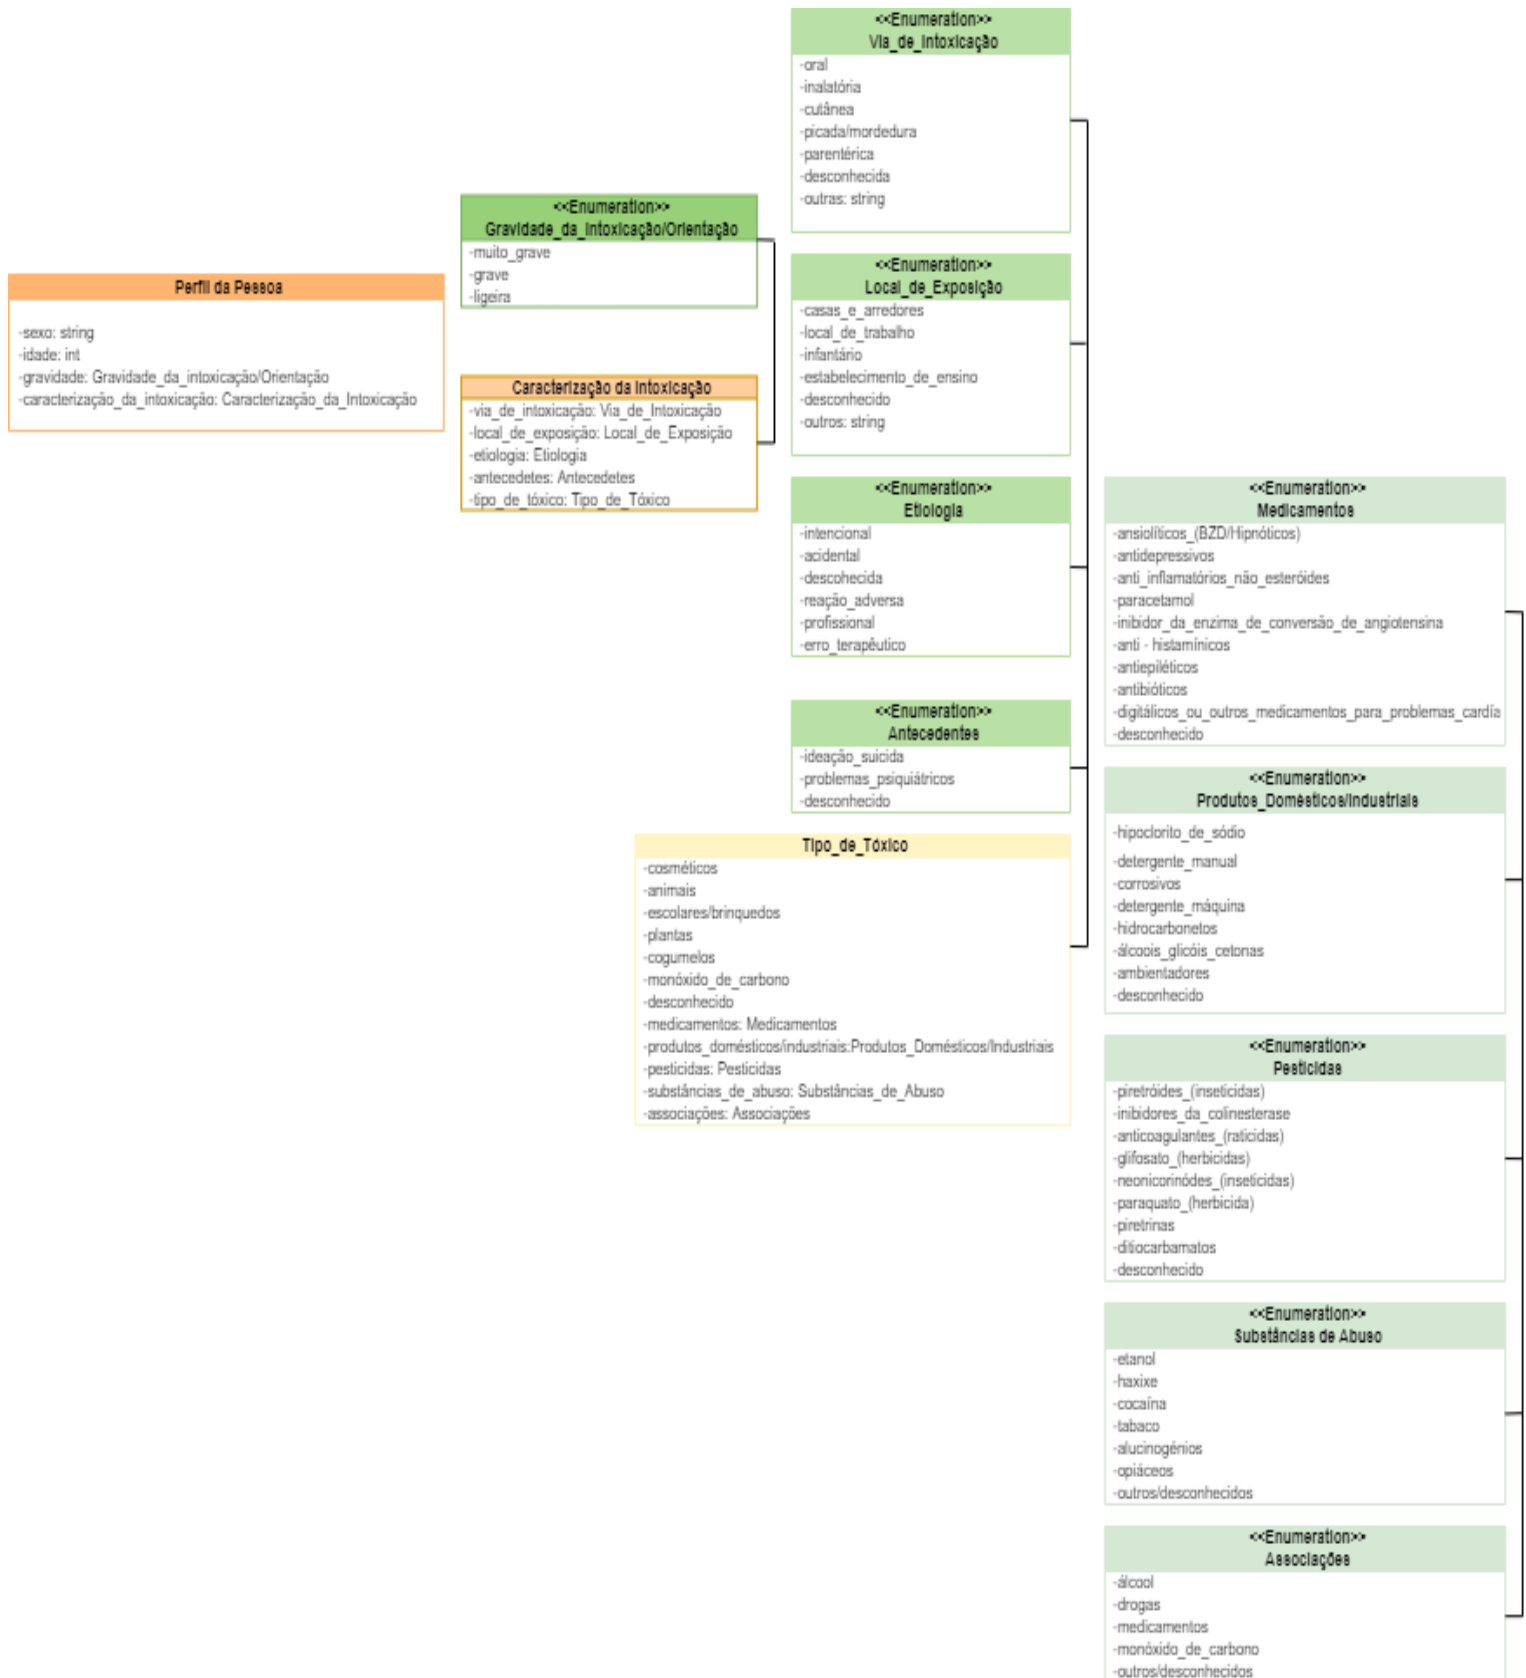 <<Enumeration>>
Via_de_Intoxicação
-oral
-inalatória
-cutânea
-picada/mordedura
-parentérica
-desconhecida
-outras: string
<<Enumeration>>
Gravidade_da_Intoxicação/Orientação
-muito_grave
-grave
-ligeira
Perfil da Pessoa
-sexo: string
-idade: int
-gravidade: Gravidade_da_intoxicação/Orientação
-caracterização_da_intoxicação: Caracterização_da_Intoxicação
Caracterização da Intoxicação
-via_de_intoxicação: Via_de_Intoxicação
-local_de_exposição: Local_de_Exposição
-etiologia: Etiologia
-antecedetes: Antecedetes
-tipo_de_tóxico: Tipo_de_Tóxico
<<Enumeration>>
Local_de_Exposição
-casas_e_arredores
-local_de_trabalho
-infantário
-estabelecimento_de_ensino
-desconhecido
-outros: string
<<Enumeration>>
Etiologia
-intencional
-acidental
-descohecida
-reação_adversa
-profissional
-erro_terapêutico
<<Enumeration>>
Antecedentes
-ideação_suicida
-problemas_psiquiátricos
-desconhecido
Tipo_de_Tóxico
-cosméticos
-animais
-escolares/brinquedos
-plantas
-cogumelos
-monóxido_de_carbono
-desconhecido
-medicamentos: Medicamentos
-produtos_domésticos/industriais:Produtos_Domésticos/Industriais
-pesticidas: Pesticidas
-substâncias_de_abuso: Substâncias_de_Abuso
-associações: Associações
<<Enumeration>>
Medicamentos
-ansiolíticos_(BZD/Hipnóticos)
-antidepressivos
-anti_inflamatórios_não_esteróides
-paracetamol
-inibidor_da_enzima_de_conversão_de_angiotensina
-anti - histamínicos
-antiepiléticos
-antibióticos
-digitálicos_ou_outros_medicamentos_para_problemas_cardía
-desconhecido
<<Enumeration>>
Produtos_Domésticos/Industriais
-hipoclorito_de_sódio
-detergente_manual
-corrosivos
-detergente_máquina
-hidrocarbonetos
-álcoois_glicóis_cetonas
-ambientadores
-desconhecido
<<Enumeration>>
Pesticidas
-piretróides_(inseticidas)
-inibidores_da_colinesterase
-anticoagulantes_(raticidas)
-glifosato_(herbicidas)
-neonicorinódes_(inseticidas)
-paraquato_(herbicida)
-piretrinas
-ditiocarbamatos
-desconhecido
<<Enumeration>>
Substâncias de Abuso
-etanol
-haxixe
-cocaína
-tabaco
-alucinogénios
-opiáceos
-outros/desconhecidos
<<Enumeration>>
Associações
-álcool
-drogas
-medicamentos
-monóxido_de_carbono
-outros/desconhecidos